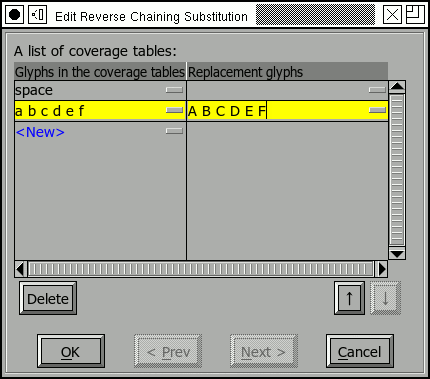 Edit Reverse Chaining Substitution
A list of coverage tables:
Glyphs in the coverage tables Replacement glyphs
space
a b c d e f A B C D E F
<New>
Delete ↑ ↓
OK < Prev Next > Cancel